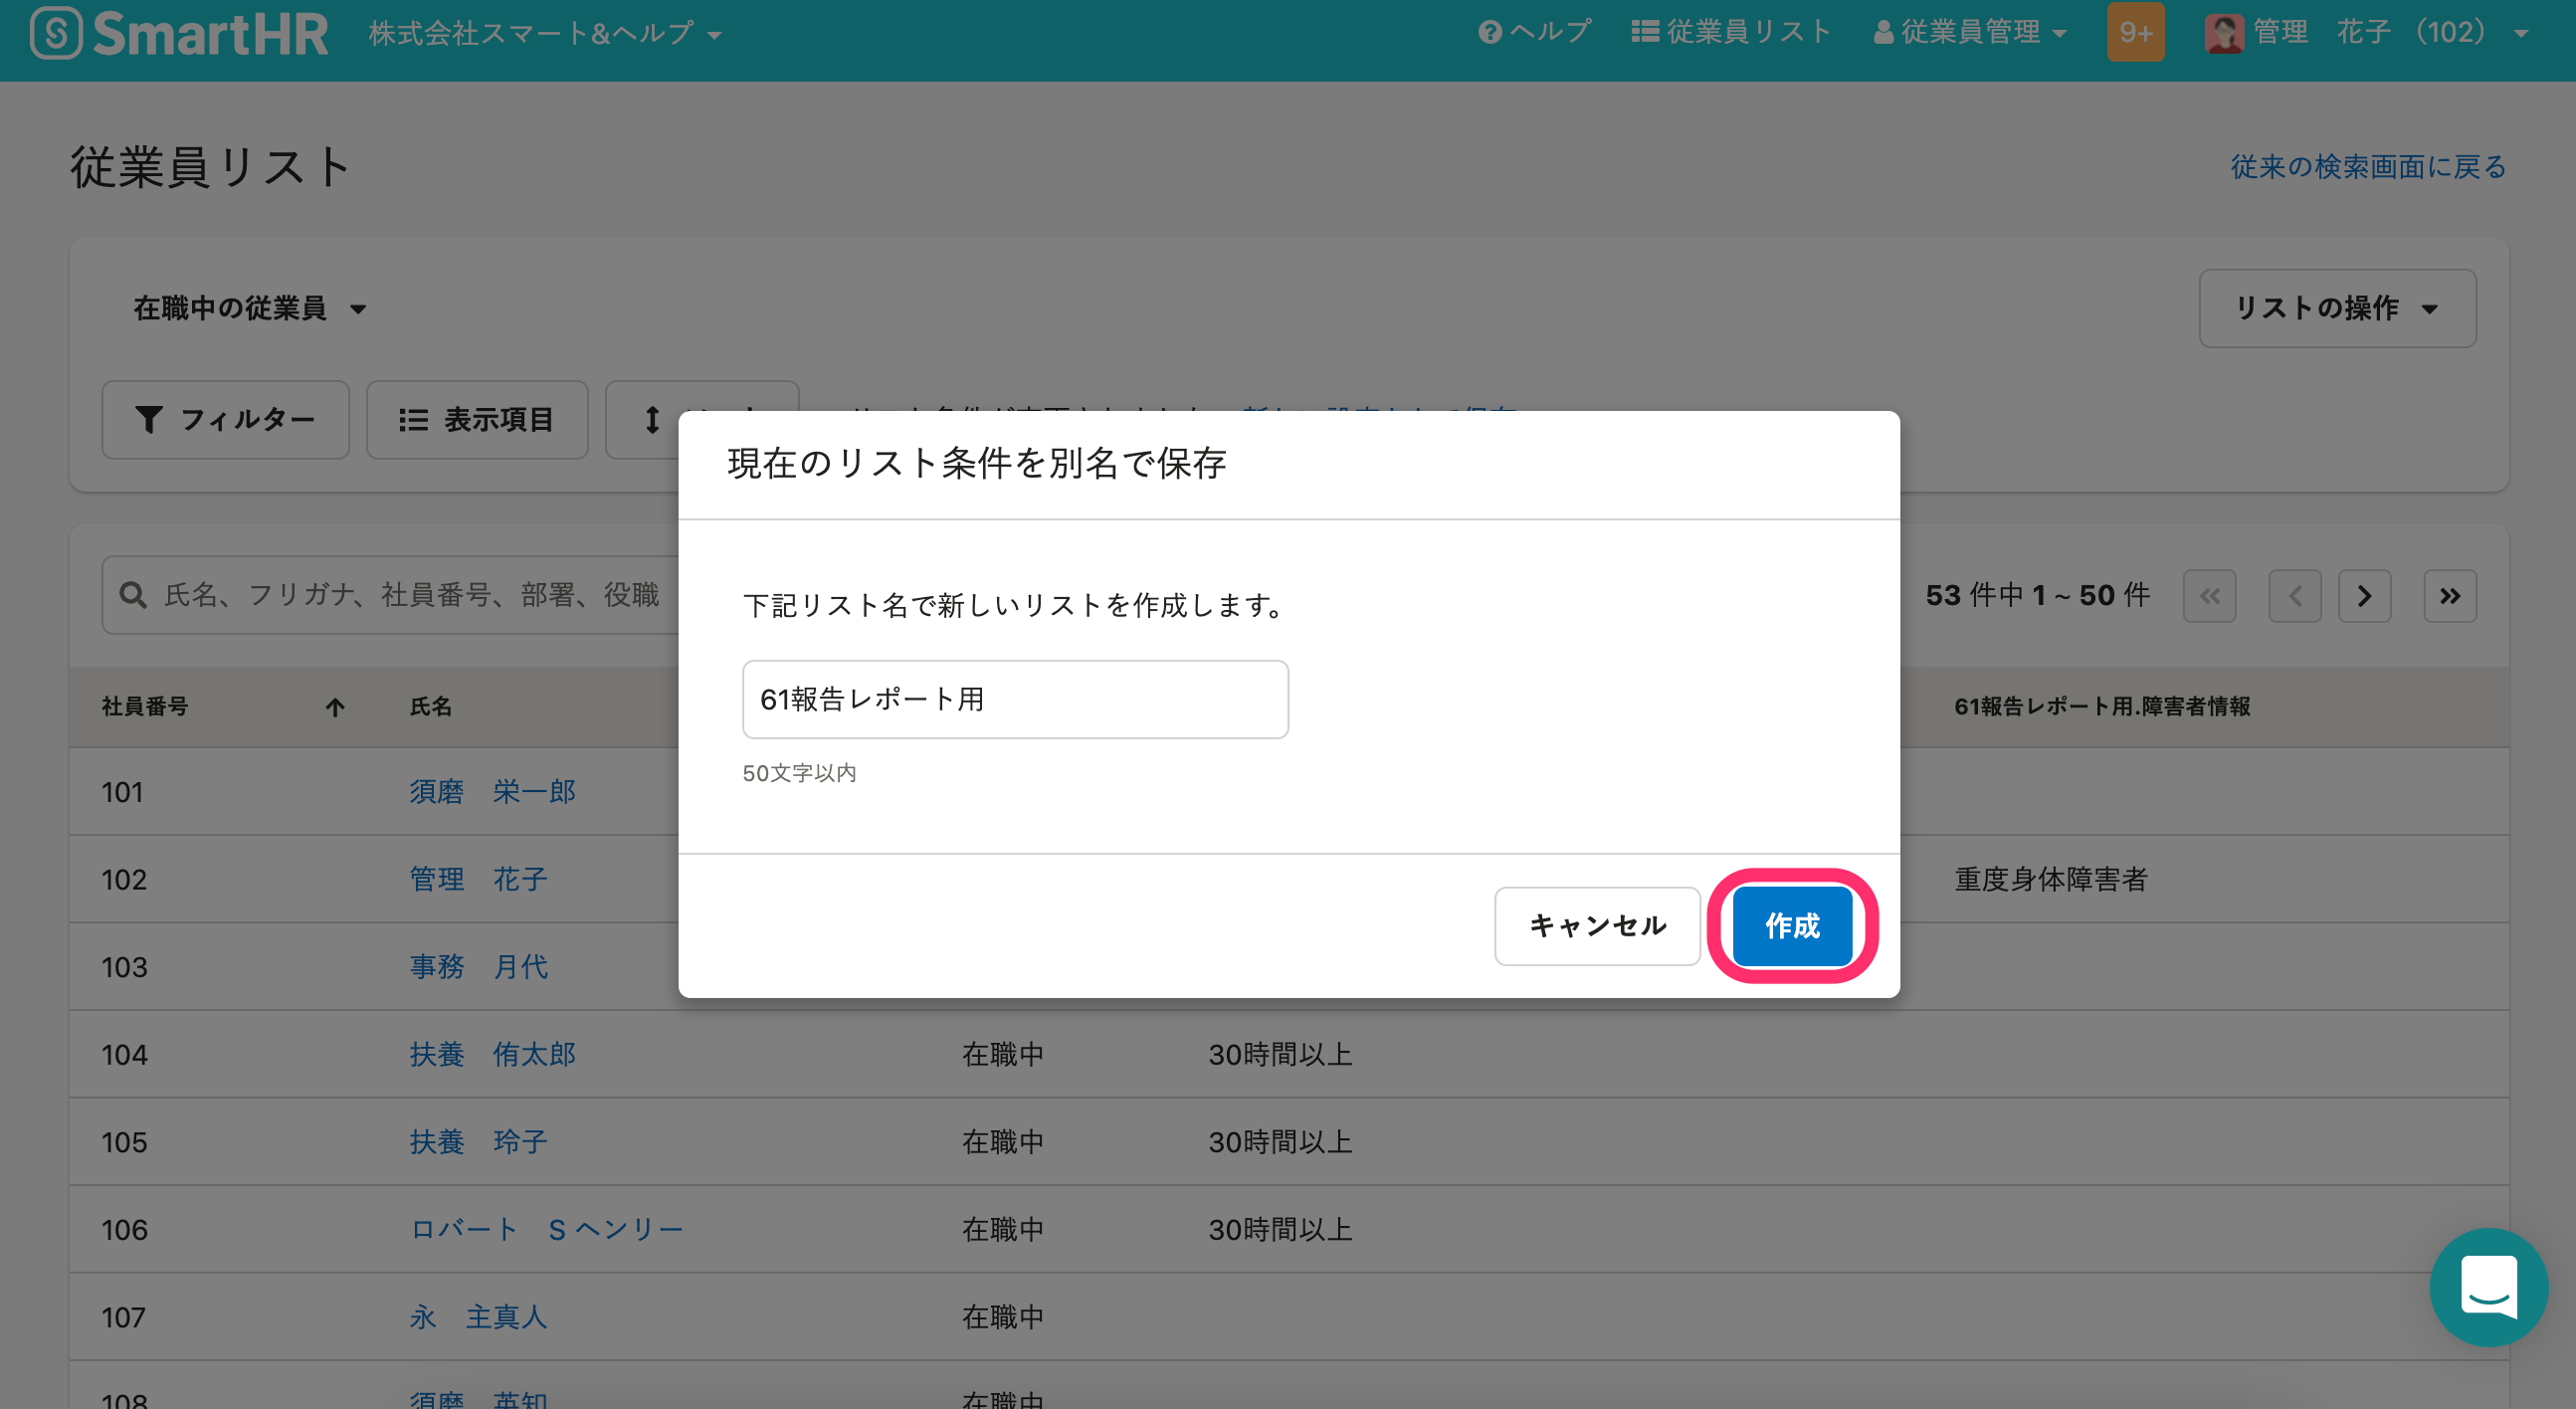 SmartHR 株式会社スマート&ヘルプ ヘルプ 従業員リスト 従業員管理 9+ 管理 花子 （102）
従業員リスト 従来の検索画面に戻る
在職中の従業員 リストの操作
フィルター 表示項目
現在のリスト条件を別名で保存
氏名、フリガナ、社員番号、部署、役職 53 件中 1 ~ 50 件
下記リスト名で新しいリストを作成します。
61報告レポート用
50文字以内
社員番号 氏名 61報告レポート用.障害者情報
101 須磨 栄一郎
102 管理 花子 重度身体障害者
キャンセル 作成
103 事務 月代
104 扶養 侑太郎 在職中 30時間以上
105 扶養 玲子 在職中 30時間以上
106 ロバート S ヘンリー 在職中 30時間以上
107 永 主真人 在職中
108 須磨 英知 在職中